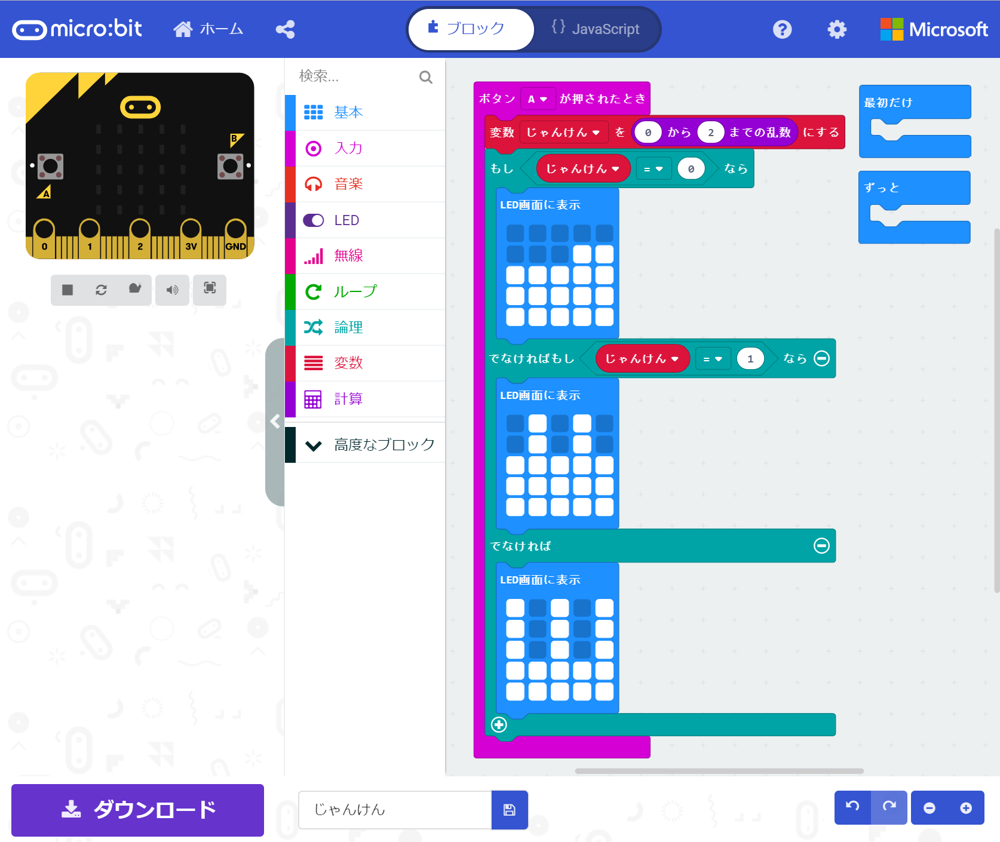 micro:bit
ホーム
ブロック
{} JavaScript
Microsoft
B
A
0 1 2 3V GND
検索...
基本
入力
音楽
LED
無線
ループ
論理
変数
計算
高度なブロック
ボタン A が押されたとき
変数 じゃんけん を 0 から 2 までの乱数 にする
もし じゃんけん = 0 なら
LED画面に表示
でなければもし じゃんけん = 1 なら
LED画面に表示
でなければ
LED画面に表示
最初だけ
ずっと
ダウンロード
じゃんけん